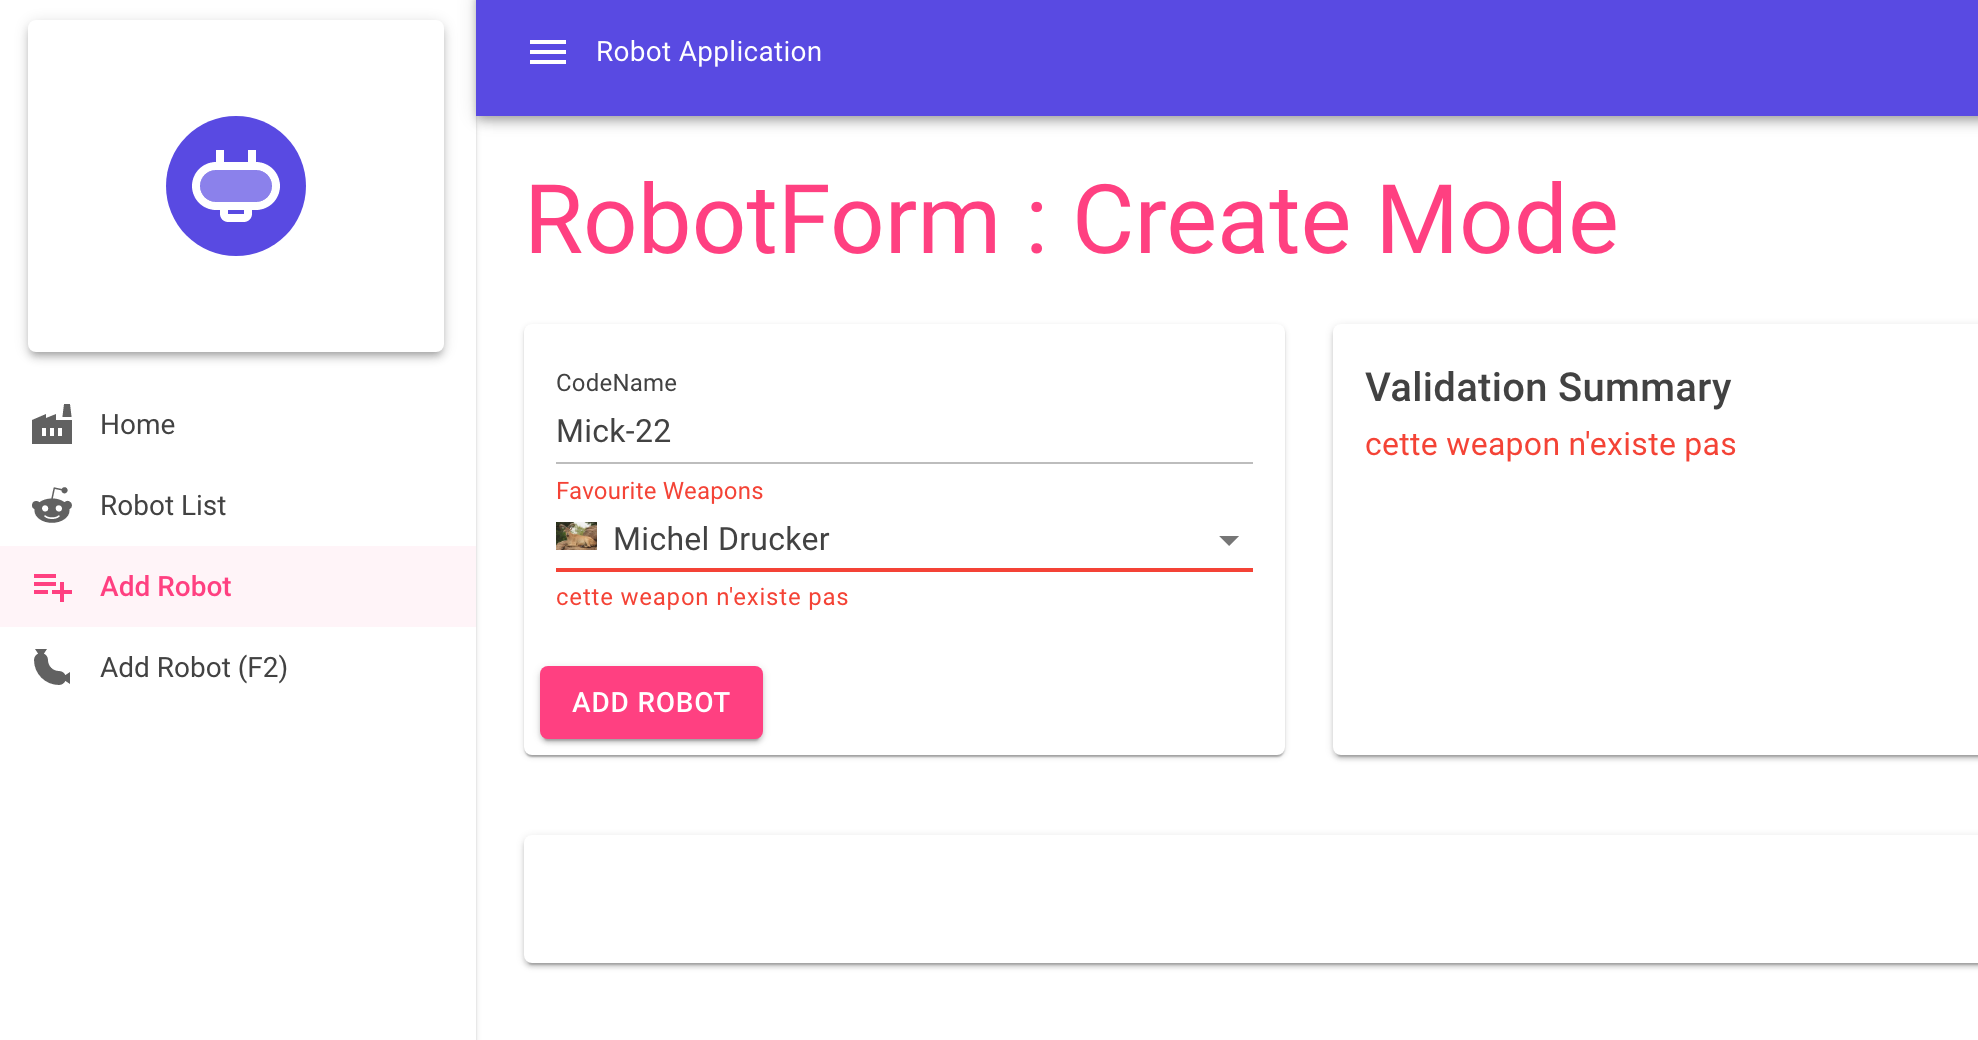 Robot Application
Home
Robot List
Add Robot
Add Robot (F2)
RobotForm : Create Mode
CodeName
Mick-22
Favourite Weapons
Michel Drucker
cette weapon n'existe pas
ADD ROBOT
Validation Summary
cette weapon n'existe pas